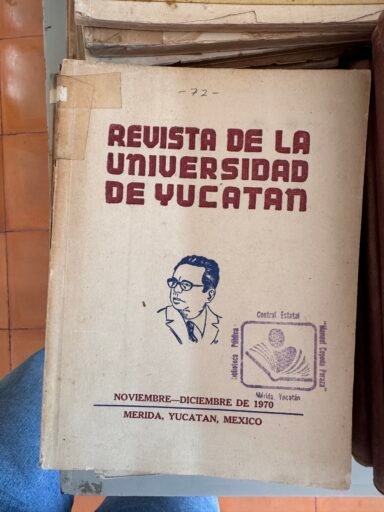 -72-
REVISTA DE LA
UNIVERSIDAD
DE YUCATAN
Central Estatal
Biblioteca Pública
"Manuel Cepeda Peraza"
Mérida, Yucatán
NOVIEMBRE—DICIEMBRE DE 1970
MERIDA, YUCATAN, MEXICO